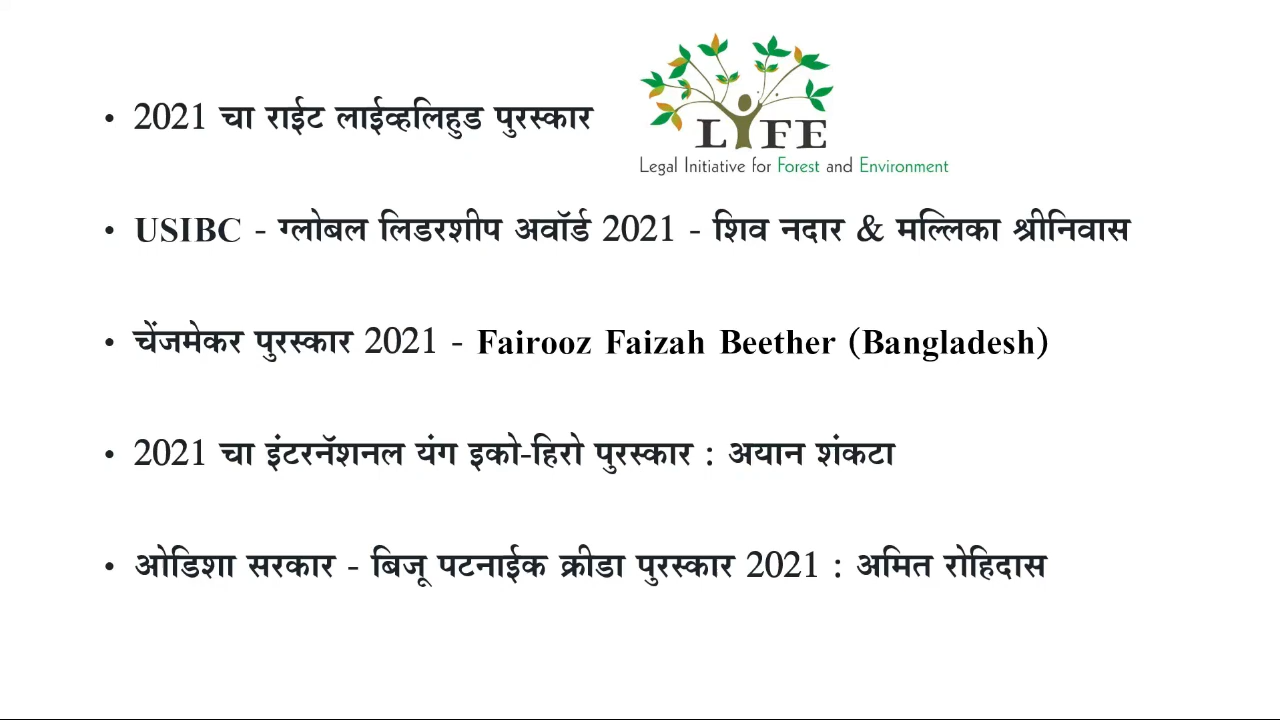 • 2021 चा राईट लाईव्हलिहुड पुरस्कार
LIFE
Legal Initiative for Forest and Environment
• USIBC - ग्लोबल लिडरशीप अवॉर्ड 2021 - शिव नदार & मल्लिका श्रीनिवास
• चेंजमेकर पुरस्कार 2021 - Fairooz Faizah Beether (Bangladesh)
• 2021 चा इंटरनॅशनल यंग इको-हिरो पुरस्कार : अयान शंकटा
• ओडिशा सरकार - बिजू पटनाईक क्रीडा पुरस्कार 2021 : अमित रोहिदास